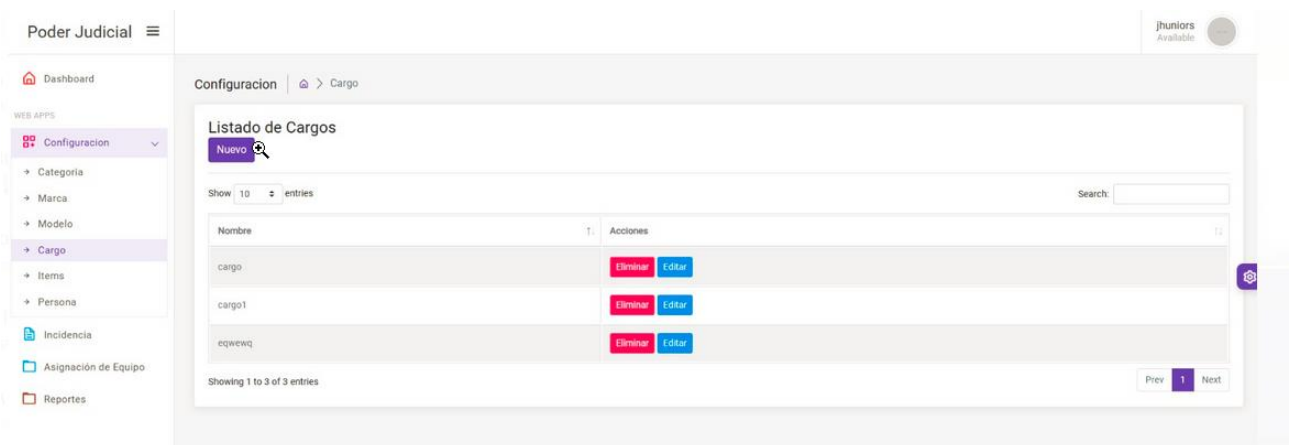 Poder Judicial
jhuniors
Available
Dashboard
WEB APPS
Configuracion
Categoria
Marca
Modelo
Cargo
Items
Persona
Incidencia
Asignación de Equipo
Reportes
Configuracion > Cargo
Listado de Cargos
Nuevo
Show 10 entries
Search:
Nombre Acciones
cargo Eliminar Editar
cargo1 Eliminar Editar
eqwewq Eliminar Editar
Showing 1 to 3 of 3 entries
Prev 1 Next